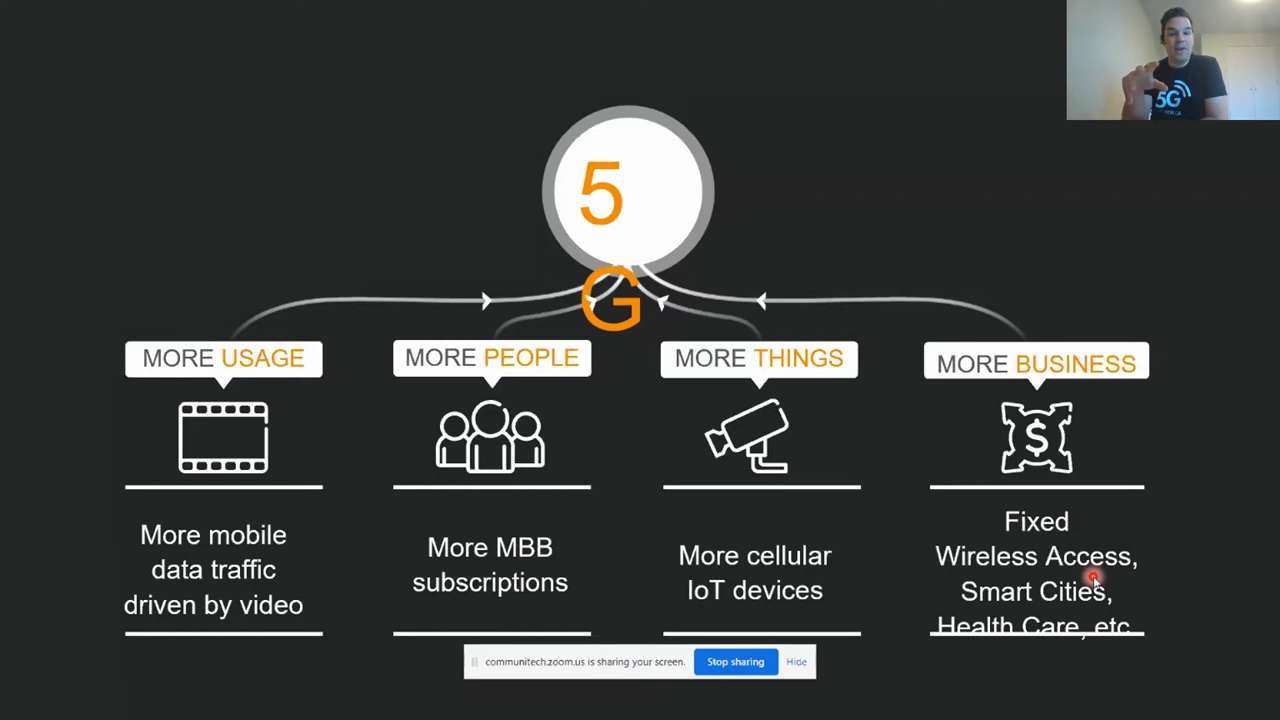 5G
5
G
MORE USAGE
MORE PEOPLE
MORE THINGS
MORE BUSINESS
$
More mobile
data traffic
driven by video
More MBB
subscriptions
More cellular
IoT devices
Fixed
Wireless Access,
Smart Cities,
Health Care, etc
communitech.zoom.us is sharing your screen.
Stop sharing
Hide